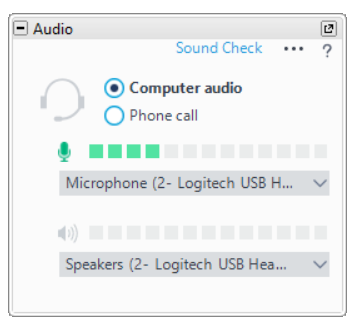 Audio
Sound Check ... ?
Computer audio
Phone call
Microphone (2- Logitech USB H...
Speakers (2- Logitech USB Hea...